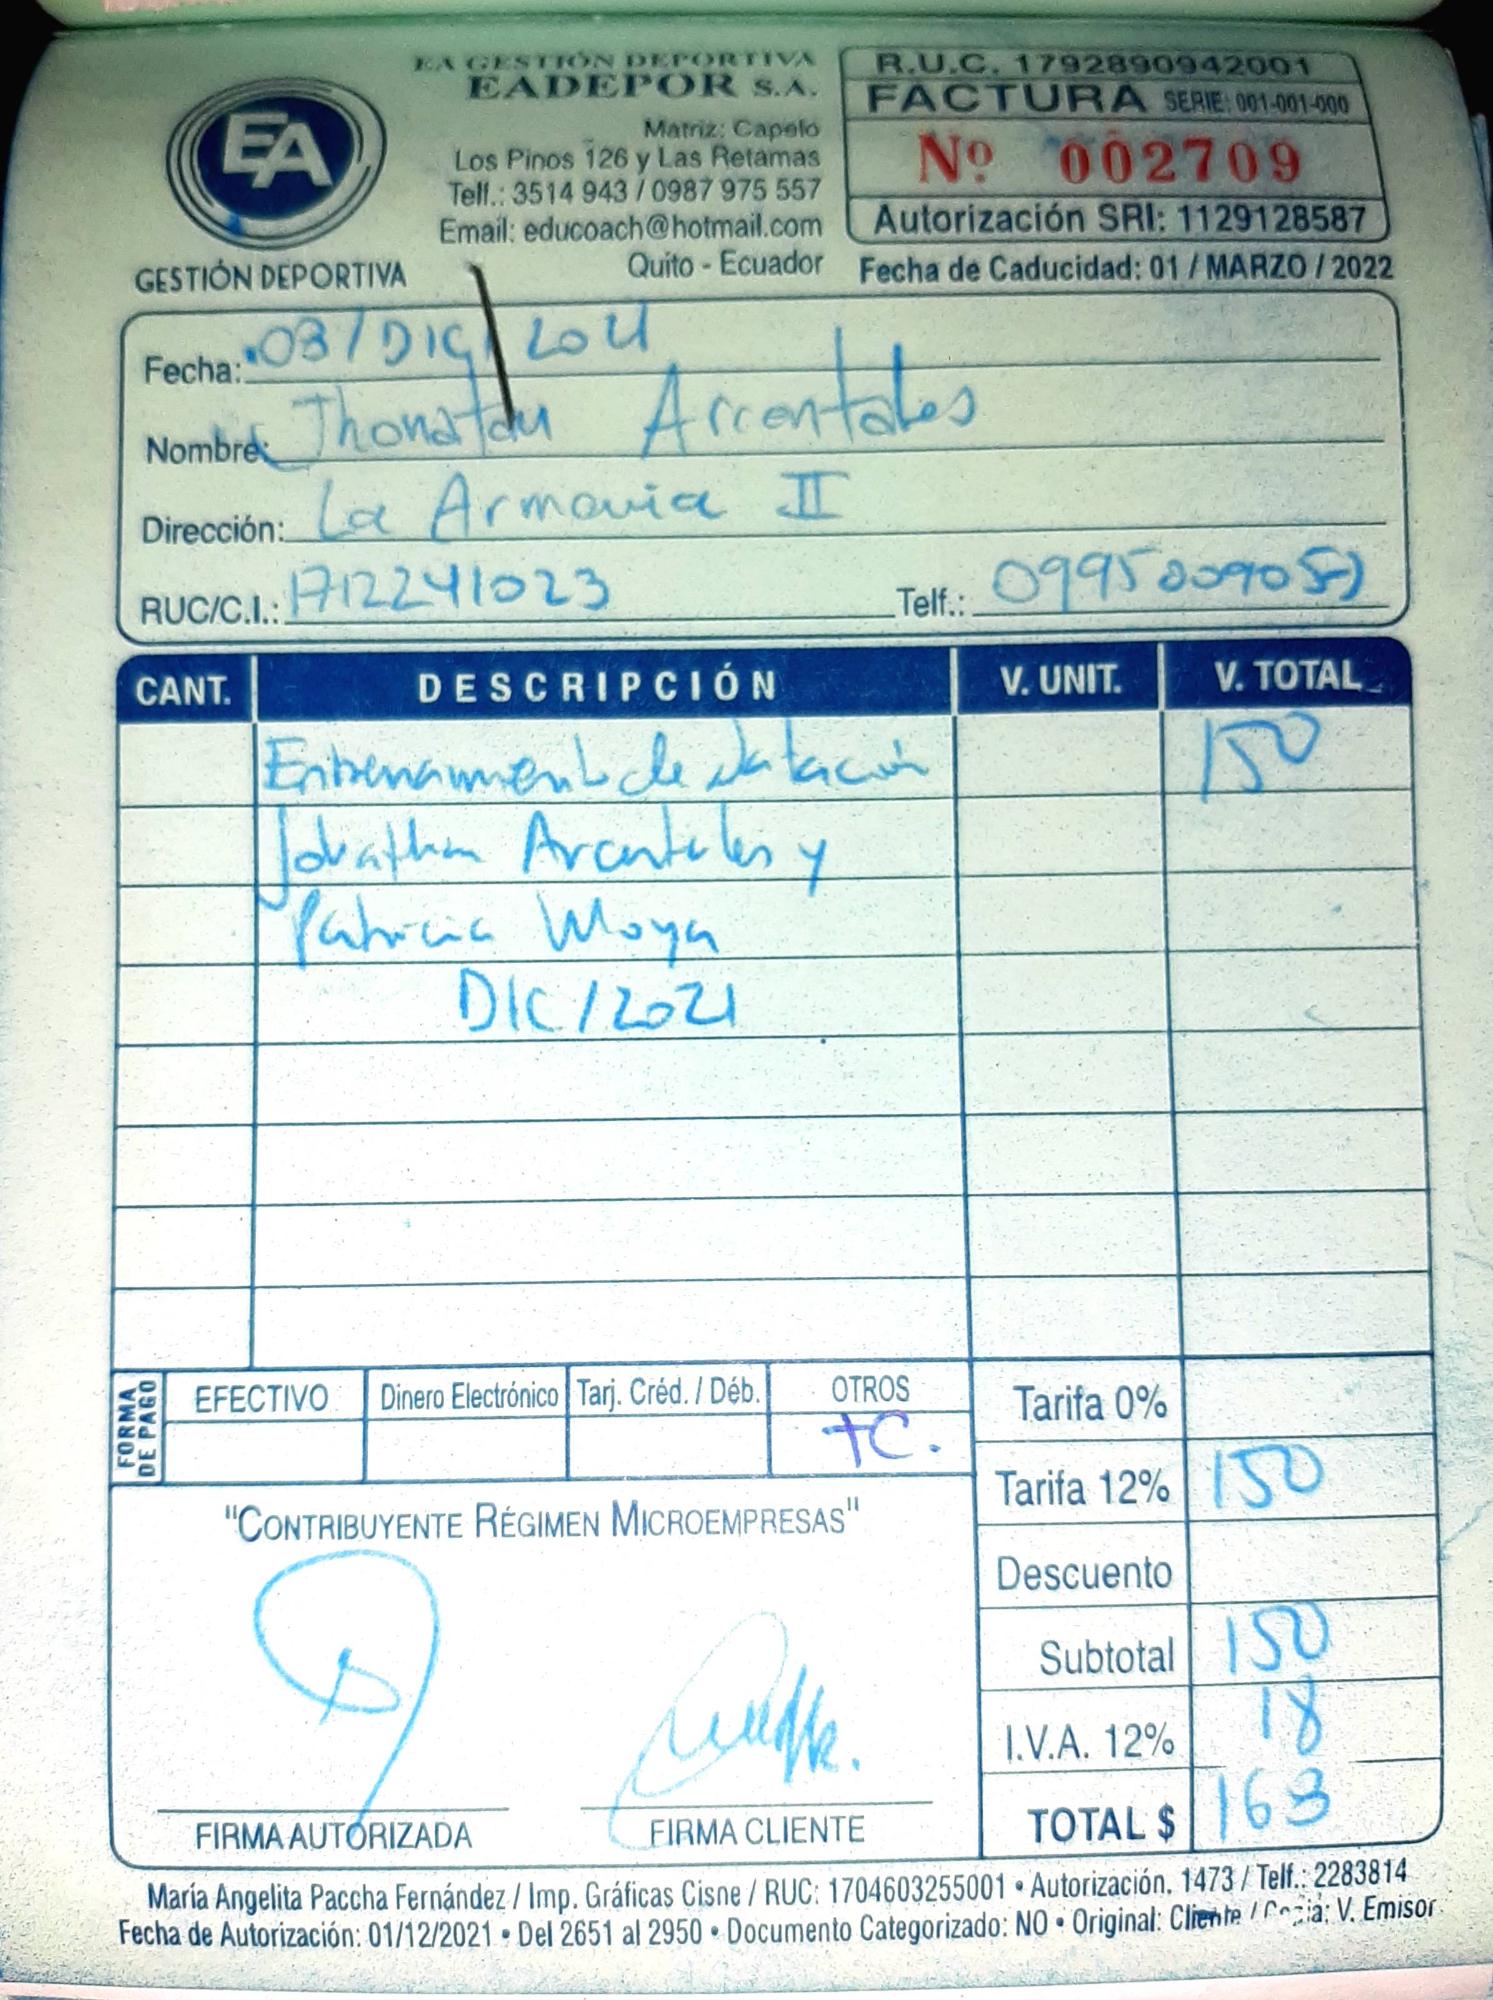 EA GESTIÓN DEPORTIVA
EADEPOR S.A.
EA
GESTIÓN DEPORTIVA
Matriz: Capelo
Los Pinos 126 y Las Retamas
Telf.: 3514 943 / 0987 975 557
Email: educoach@hotmail.com
Quito - Ecuador
R.U.C. 1792890942001
FACTURA SERIE: 001-001-000
Nº 002709
Autorización SRI: 1129128587
Fecha de Caducidad: 01 / MARZO / 2022
Fecha: 03/DIC/2021
Nombre: Jhonatan Arcentales
Dirección: La Armonia II
RUC/C.I.: 1712241023 Telf.:
CANT. DESCRIPCIÓN V. UNIT. V. TOTAL
Entrenamiento de Natación 150
Jonathan Arcentales y
Patricia Moya
DIC/2021
FORMA DE PAGO
EFECTIVO Dinero Electrónico Tarj. Créd. / Déb. OTROS
TC.
Tarifa 0%
Tarifa 12% 150
Descuento
Subtotal 150
I.V.A. 12% 18
TOTAL $ 168
"CONTRIBUYENTE RÉGIMEN MICROEMPRESAS"
FIRMA AUTORIZADA FIRMA CLIENTE
María Angelita Paccha Fernández / Imp. Gráficas Cisne / RUC: 1704603255001 • Autorización. 1473 / Telf.: 2283814
Fecha de Autorización: 01/12/2021 • Del 2651 al 2950 • Documento Categorizado: NO • Original: Cliente / Copia: V. Emisor